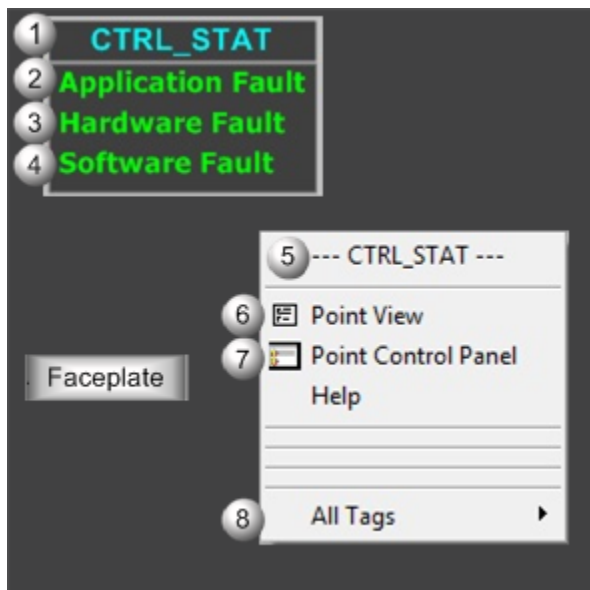 1 CTRL_STAT
2 Application Fault
3 Hardware Fault
4 Software Fault
5 --- CTRL_STAT ---
6 Point View
7 Point Control Panel
Help
Faceplate
8 All Tags